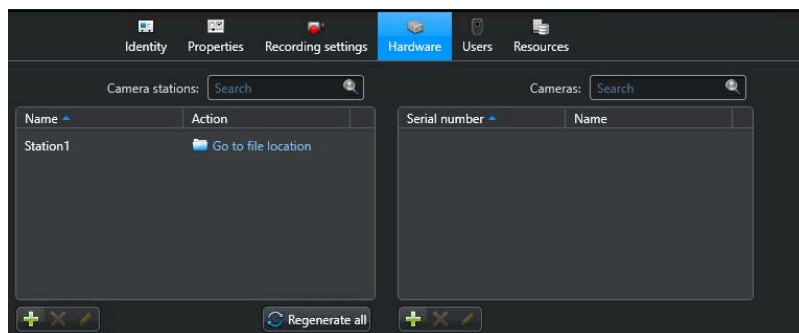 Identity Properties Recording settings Hardware Users Resources
Camera stations: Search Cameras: Search
Name Action Serial number Name
Station1 Go to file location
Regenerate all